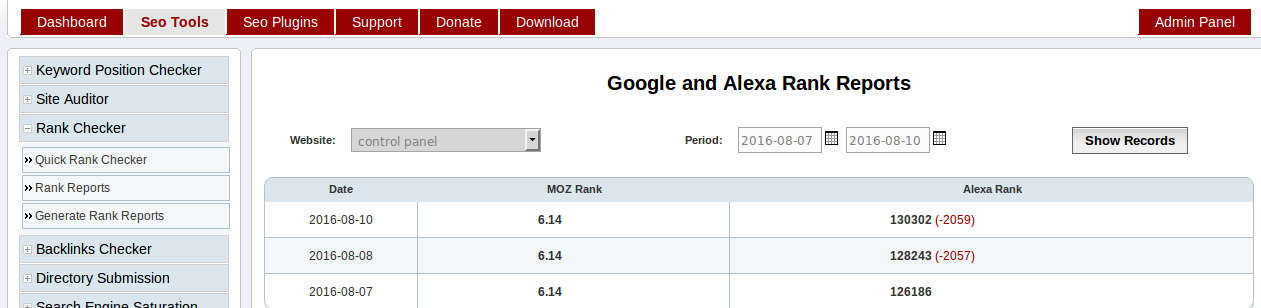 Dashboard Seo Tools Seo Plugins Support Donate Download Admin Panel
Keyword Position Checker
Site Auditor
Rank Checker
Quick Rank Checker
Rank Reports
Generate Rank Reports
Backlinks Checker
Directory Submission
Search Engine Saturation
Google and Alexa Rank Reports
Website: control panel Period: 2016-08-07 2016-08-10 Show Records
Date MOZ Rank Alexa Rank
2016-08-10 6.14 130302 (-2059)
2016-08-08 6.14 128243 (-2057)
2016-08-07 6.14 126186